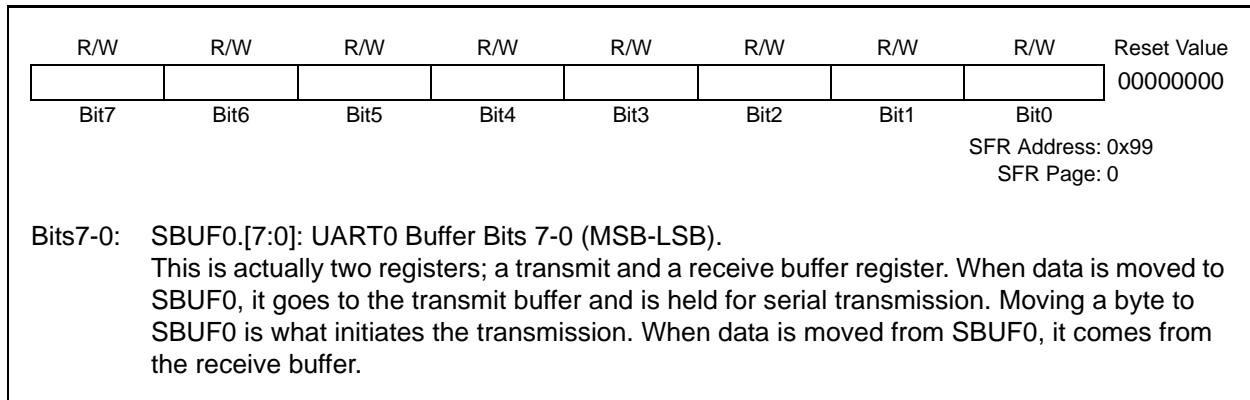 R/W R/W R/W R/W R/W R/W R/W R/W Reset Value
00000000
Bit7 Bit6 Bit5 Bit4 Bit3 Bit2 Bit1 Bit0
SFR Address: 0x99
SFR Page: 0
Bits7-0: SBUF0.[7:0]: UART0 Buffer Bits 7-0 (MSB-LSB).
This is actually two registers; a transmit and a receive buffer register. When data is moved to
SBUF0, it goes to the transmit buffer and is held for serial transmission. Moving a byte to
SBUF0 is what initiates the transmission. When data is moved from SBUF0, it comes from
the receive buffer.